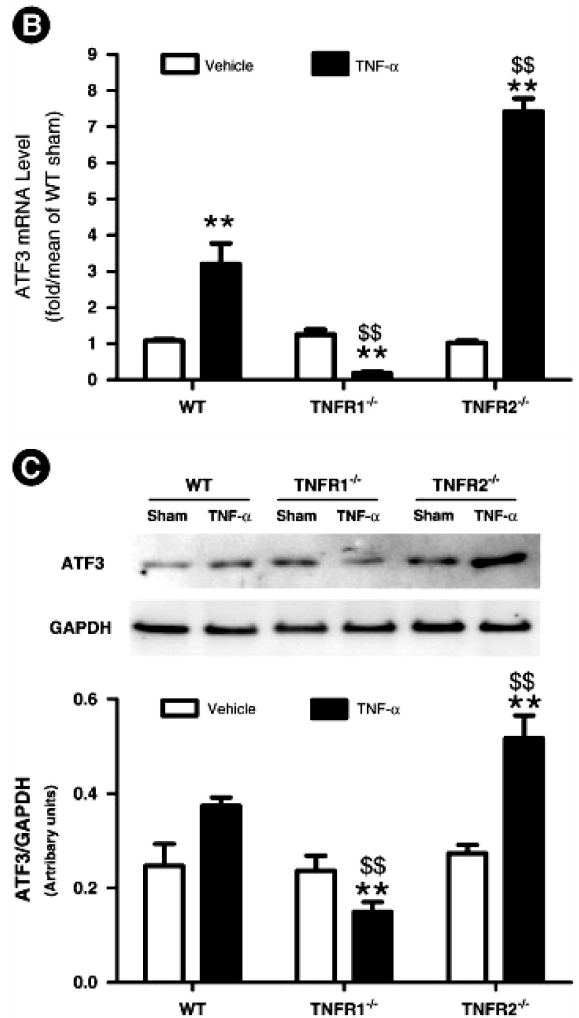 B
9
8
7
6
5
4
3
2
1
0
ATF3 mRNA Level
(fold/mean of WT sham)
Vehicle
TNF-α
**
$$
**
$$
**
WT
TNFR1-/-
TNFR2-/-
C
WT
TNFR1-/-
TNFR2-/-
Sham TNF-α Sham TNF-α Sham TNF-α
ATF3
GAPDH
0.6
0.4
0.2
0.0
ATF3/GAPDH
(Artribary units)
Vehicle
TNF-α
$$
**
$$
**
WT
TNFR1-/-
TNFR2-/-